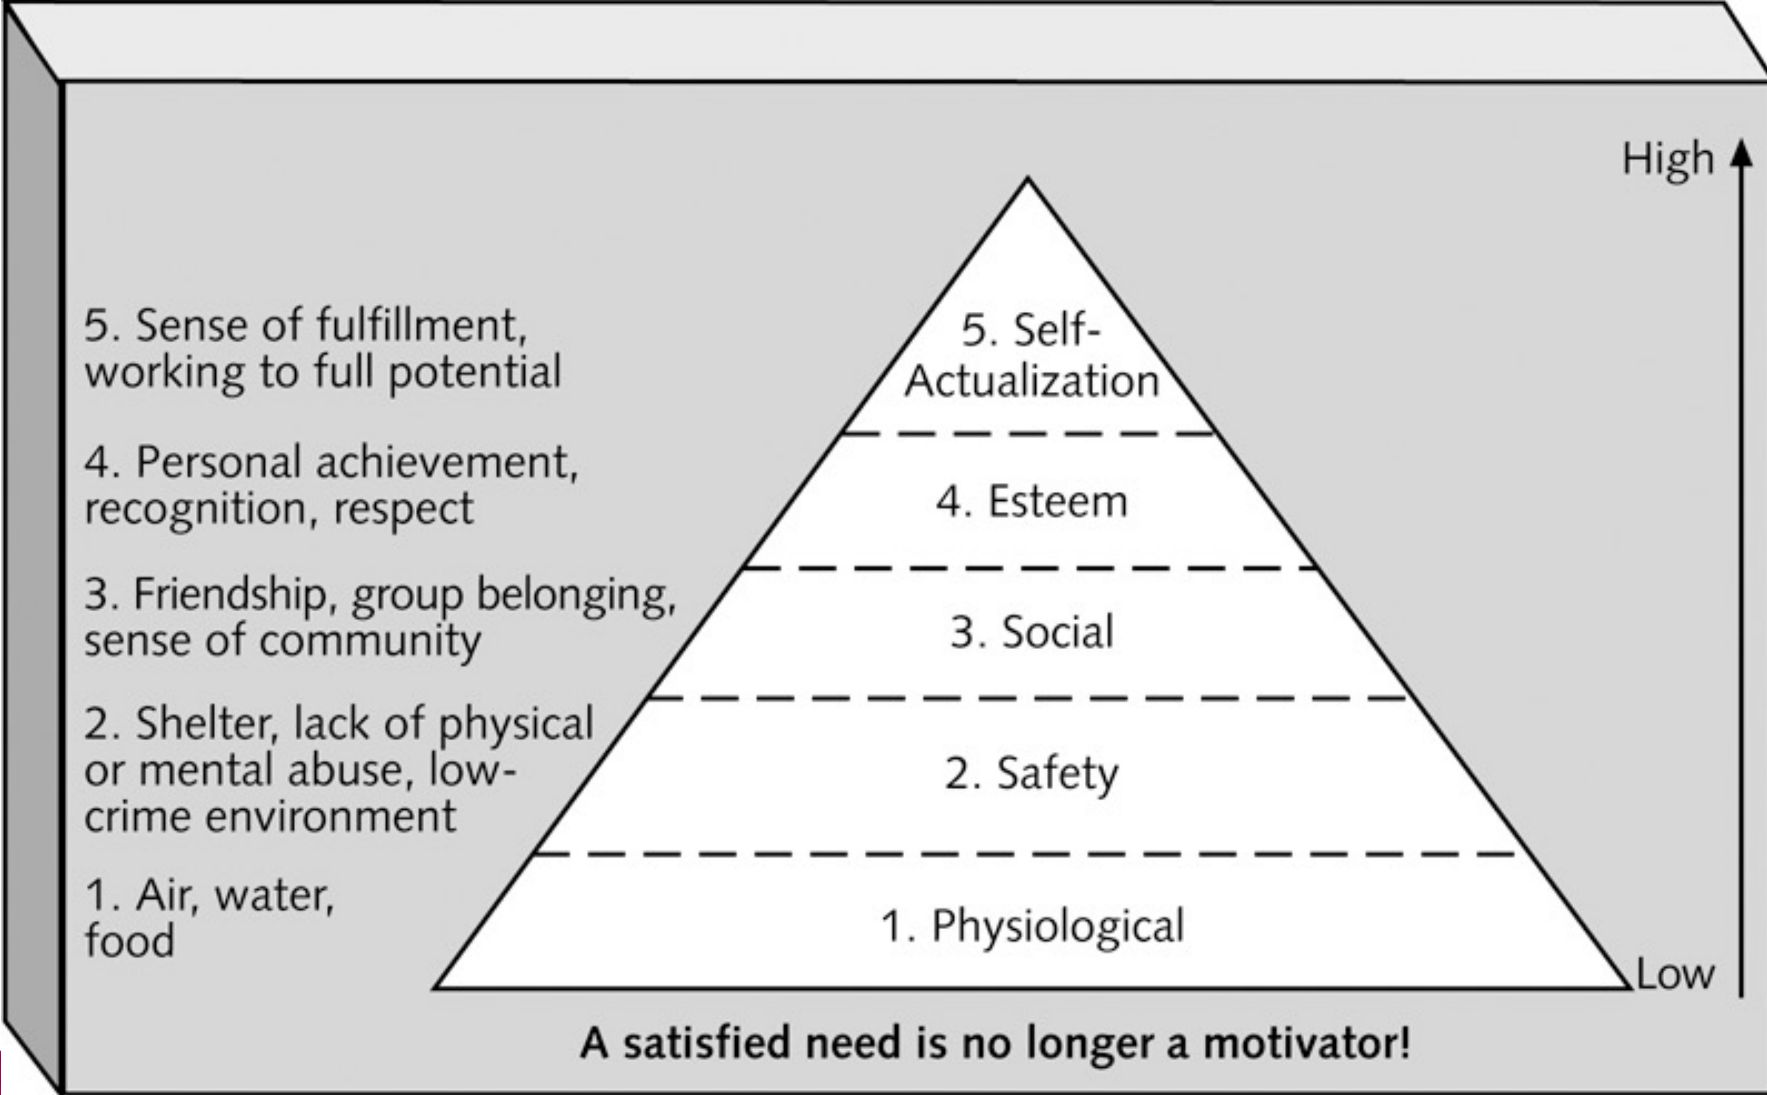 High
5. Sense of fulfillment,
working to full potential
5. Self-
Actualization
4. Personal achievement,
recognition, respect
4. Esteem
3. Friendship, group belonging,
sense of community
3. Social
2. Shelter, lack of physical
or mental abuse, low-
crime environment
2. Safety
1. Air, water,
food
1. Physiological
Low
A satisfied need is no longer a motivator!